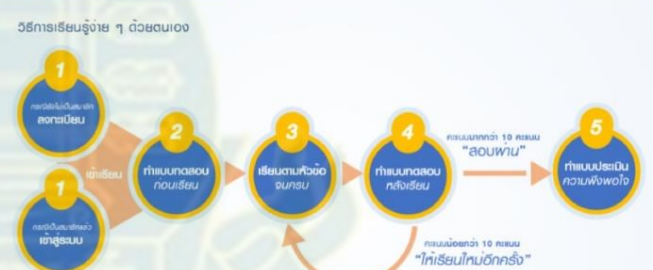 วิธีการเรียนรู้ง่าย ๆ ด้วยตนเอง
1
กรณียังไม่เป็นสมาชิก
ลงทะเบียน
1
กรณีเป็นสมาชิกแล้ว
เข้าสู่ระบบ
เข้าเรียน
2
ทำแบบทดสอบ
ก่อนเรียน
3
เรียนตามหัวข้อ
จนครบ
4
ทำแบบทดสอบ
หลังเรียน
คะแนนมากกว่า 10 คะแนน
"สอบผ่าน"
คะแนนน้อยกว่า 10 คะแนน
"ให้เรียนใหม่อีกครั้ง"
5
ทำแบบประเมิน
ความพึงพอใจ